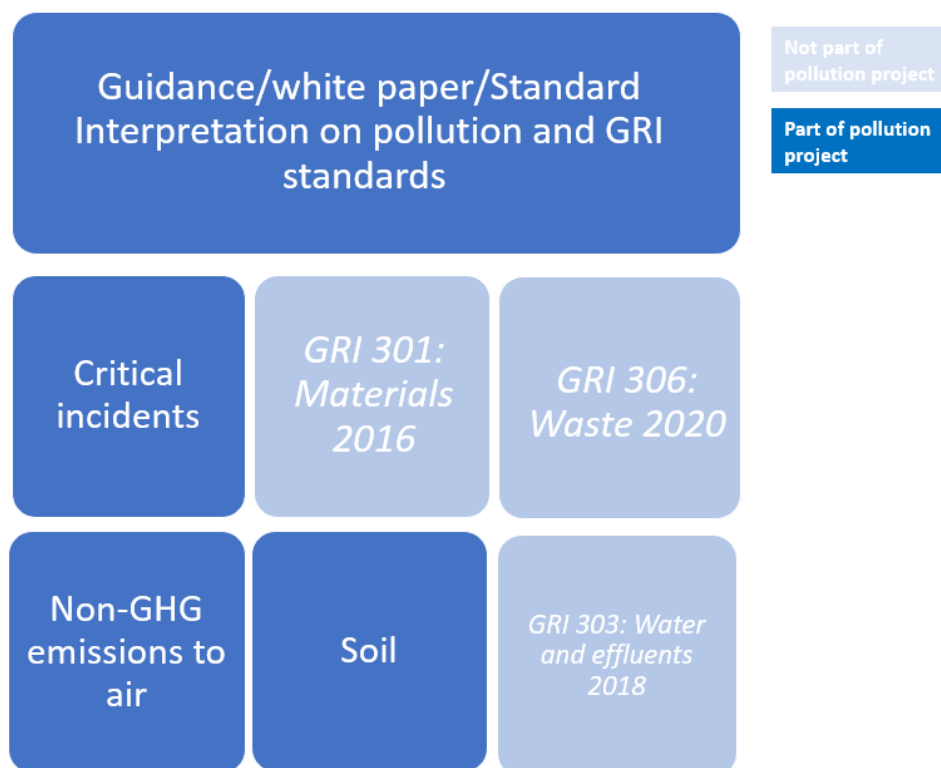 Guidance/white paper/Standard
Interpretation on pollution and GRI
standards
Not part of
pollution project
Part of pollution
project
Critical
incidents
GRI 301:
Materials
2016
GRI 306:
Waste 2020
Non-GHG
emissions to
air
Soil
GRI 303: Water
and effluents
2018